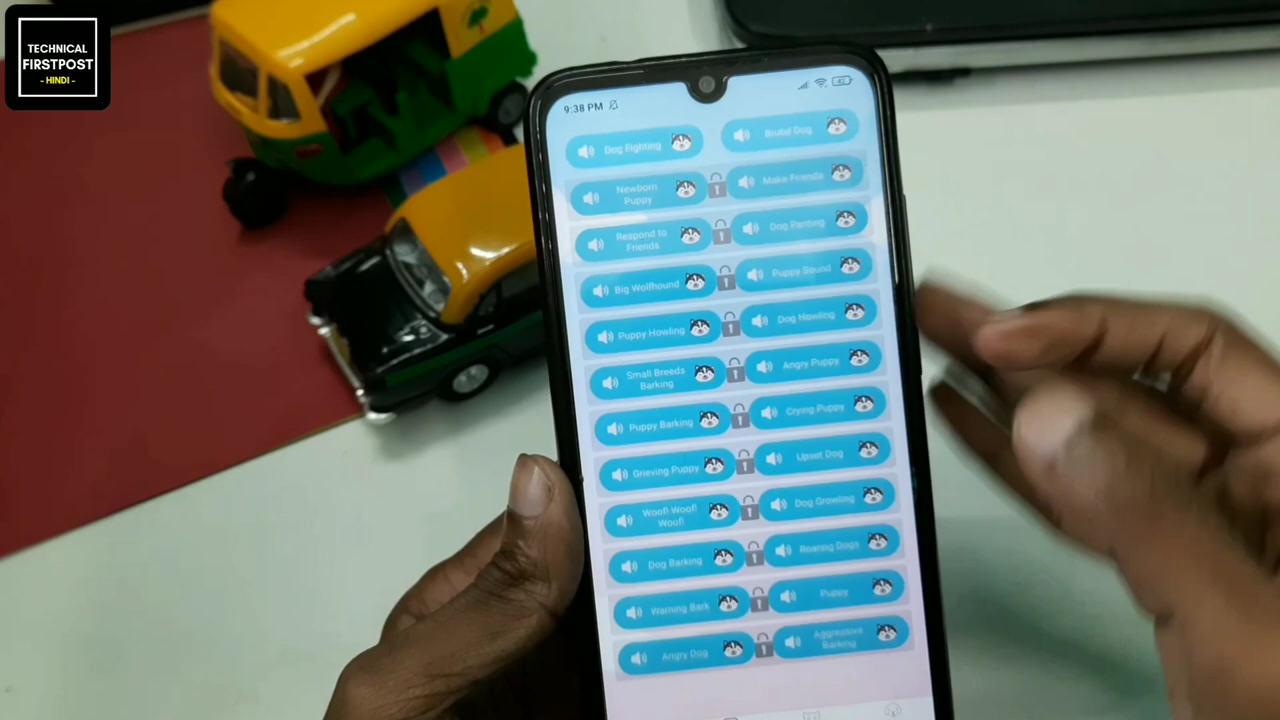 TECHNICAL
FIRSTPOST
- HINDI -
9:38 PM
42
Dog Fighting
Brutal Dog
Newborn
Puppy
Make Friends
Respond to
Friends
Dog Panting
Big Wolfhound
Puppy Sound
Puppy Howling
Dog Howling
Small Breeds
Barking
Angry Puppy
Puppy Barking
Crying Puppy
Grieving Puppy
Upset Dog
Woof! Woof!
Woof!
Dog Growling
Dog Barking
Roaring Dogs
Warning Bark
Puppy
Angry Dog
Aggressive
Barking